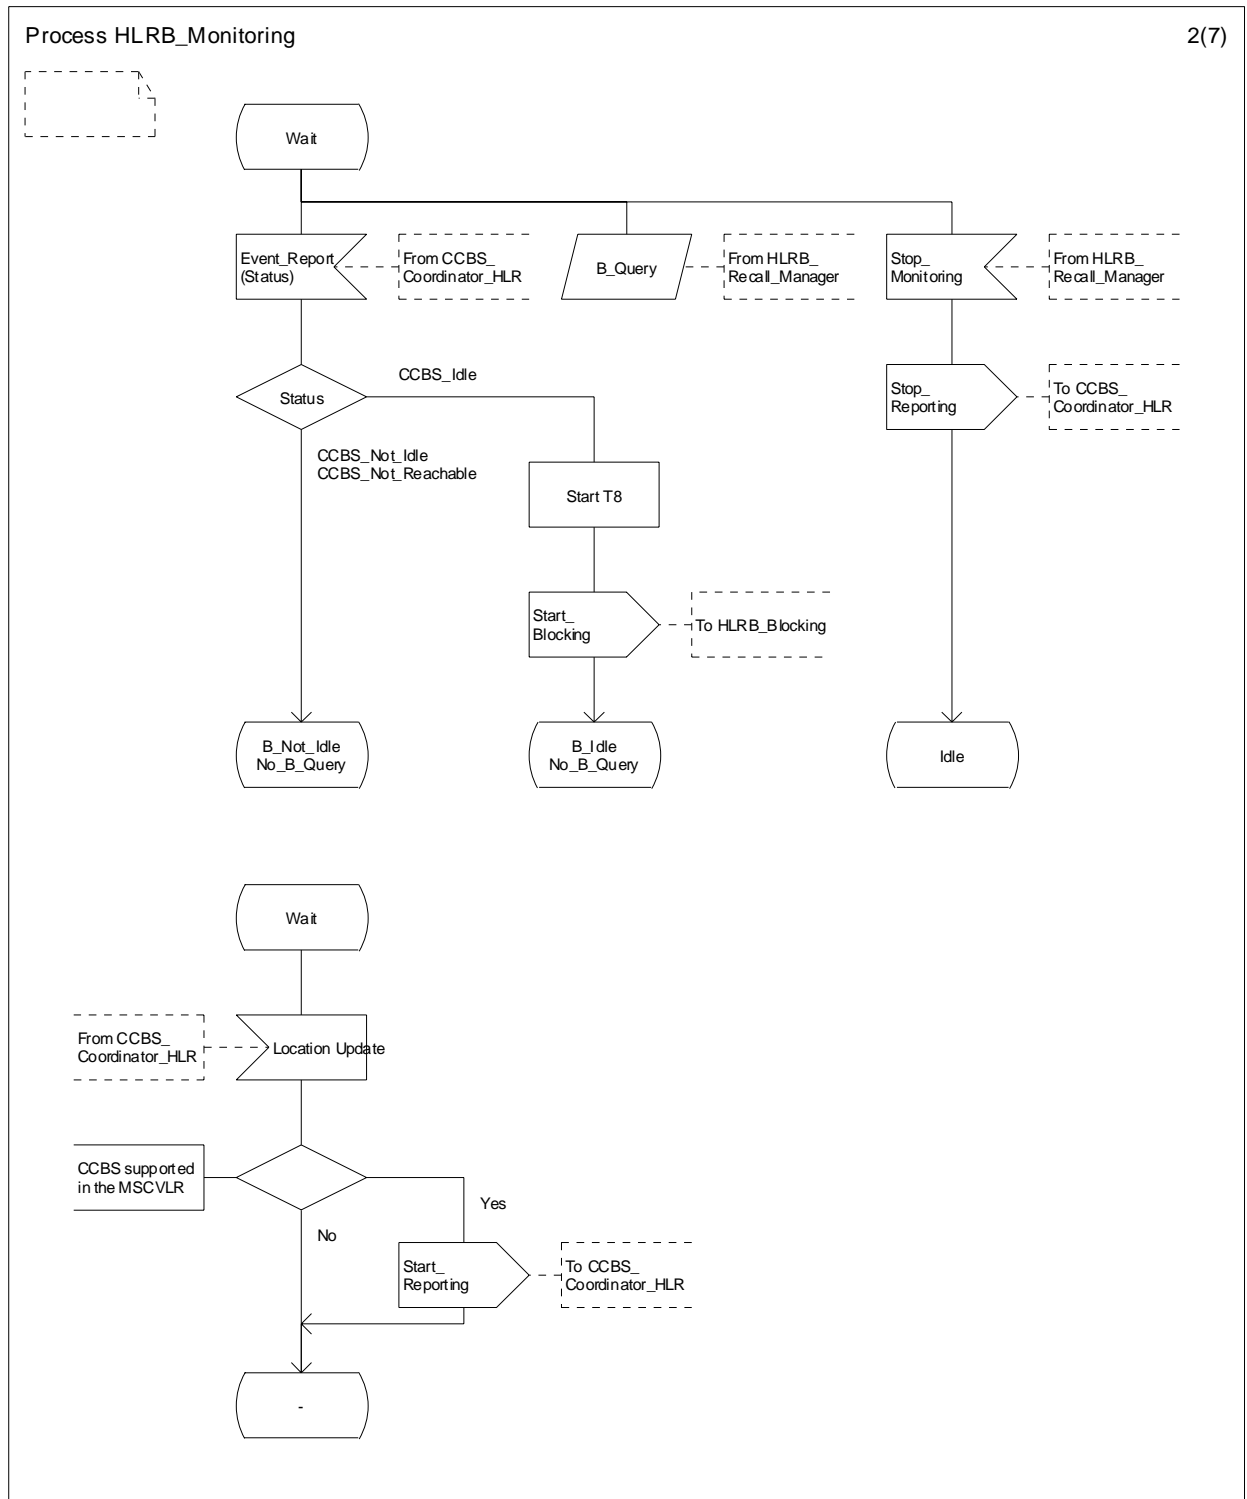 Process HLRB_Monitoring
2(7)
Wait
Event_Report
(Status)
From CCBS_
Coordinator_HLR
B_Query
From HLRB_
Recall_Manager
Stop_
Monitoring
From HLRB_
Recall_Manager
Status
CCBS_Idle
Stop_
Reporting
To CCBS_
Coordinator_HLR
CCBS_Not_Idle
CCBS_Not_Reachable
Start T8
Start_
Blocking
To HLRB_Blocking
B_Not_Idle
No_B_Query
B_Idle
No_B_Query
Idle
Wait
From CCBS_
Coordinator_HLR
Location Update
CCBS supported
in the MSCVLR
Yes
No
Start_
Reporting
To CCBS_
Coordinator_HLR
-